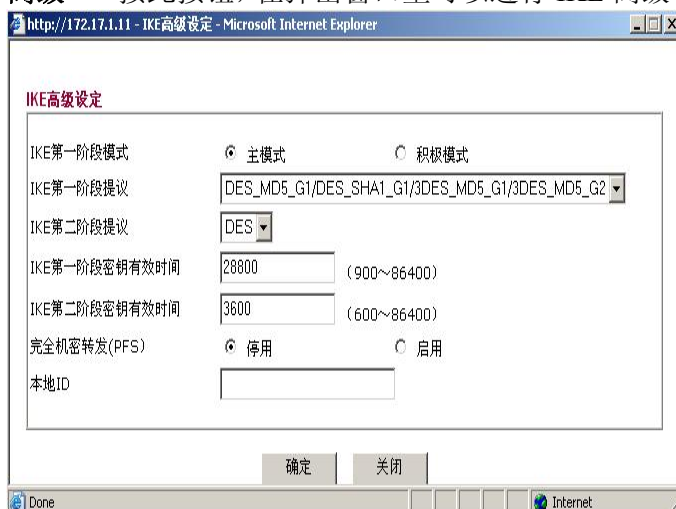 http://172.17.1.11 - IKE高级设定 - Microsoft Internet Explorer
IKE高级设定
IKE第一阶段模式 主模式 积极模式
IKE第一阶段提议 DES_MD5_G1/DES_SHA1_G1/3DES_MD5_G1/3DES_MD5_G2
IKE第二阶段提议 DES
IKE第一阶段密钥有效时间 28800 (900~86400)
IKE第二阶段密钥有效时间 3600 (600~86400)
完全机密转发(PFS) 停用 启用
本地ID
确定 关闭
Done Internet